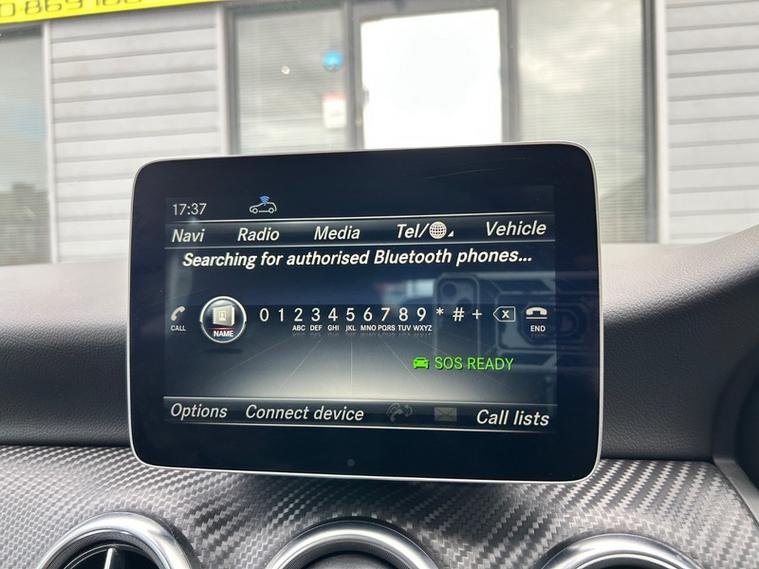 17:37
Navi Radio Media Tel/ Vehicle
Searching for authorised Bluetooth phones...
CALL NAME 0 1 2 3 4 5 6 7 8 9 * # + X END
ABC DEF GHI JKL MNO PQRS TUV WXYZ
SOS READY
Options Connect device Call lists